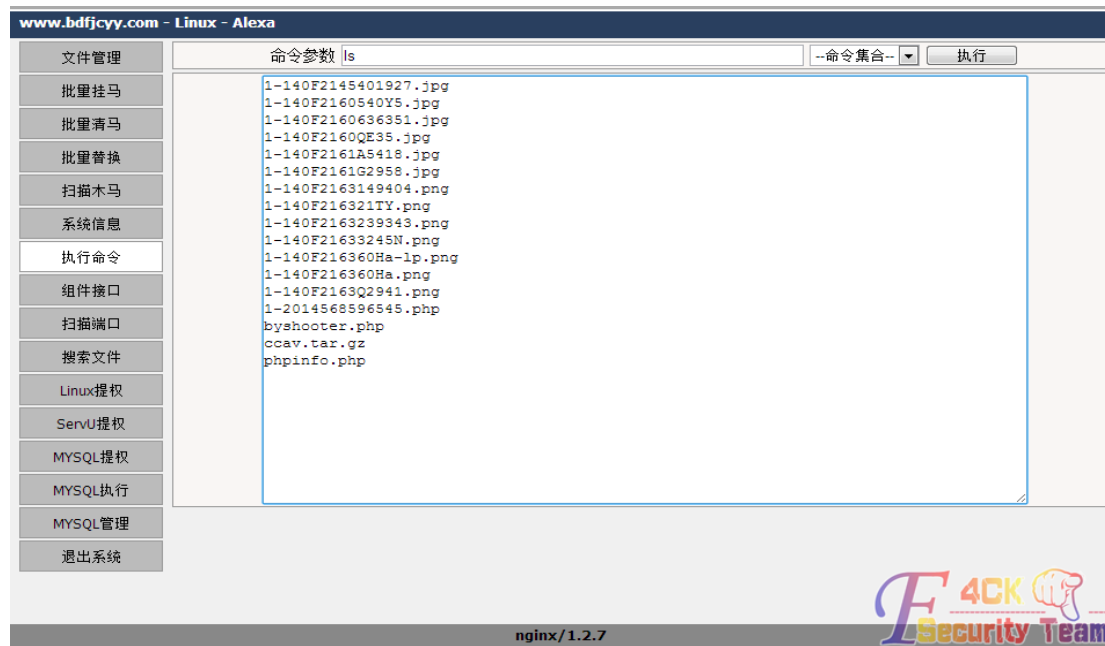 www.bdfjcyy.com - Linux - Alexa
文件管理
命令参数 ls --命令集合-- 执行
批里挂马
批里清马
批里替换
扫描木马
系统信息
执行命令
组件接口
扫描端口
搜索文件
Linux提权
ServU提权
MYSQL提权
MYSQL执行
MYSQL管理
退出系统
1-140F2145401927.jpg
1-140F2160540Y5.jpg
1-140F2160636351.jpg
1-140F2160QE35.jpg
1-140F2161A5418.jpg
1-140F2161G2958.jpg
1-140F2163149404.png
1-140F216321TY.png
1-140F2163239343.png
1-140F21633245N.png
1-140F216360Ha-lp.png
1-140F216360Ha.png
1-140F2163Q2941.png
1-2014568596545.php
byshooter.php
ccav.tar.gz
phpinfo.php
F4CK
Security Team
nginx/1.2.7